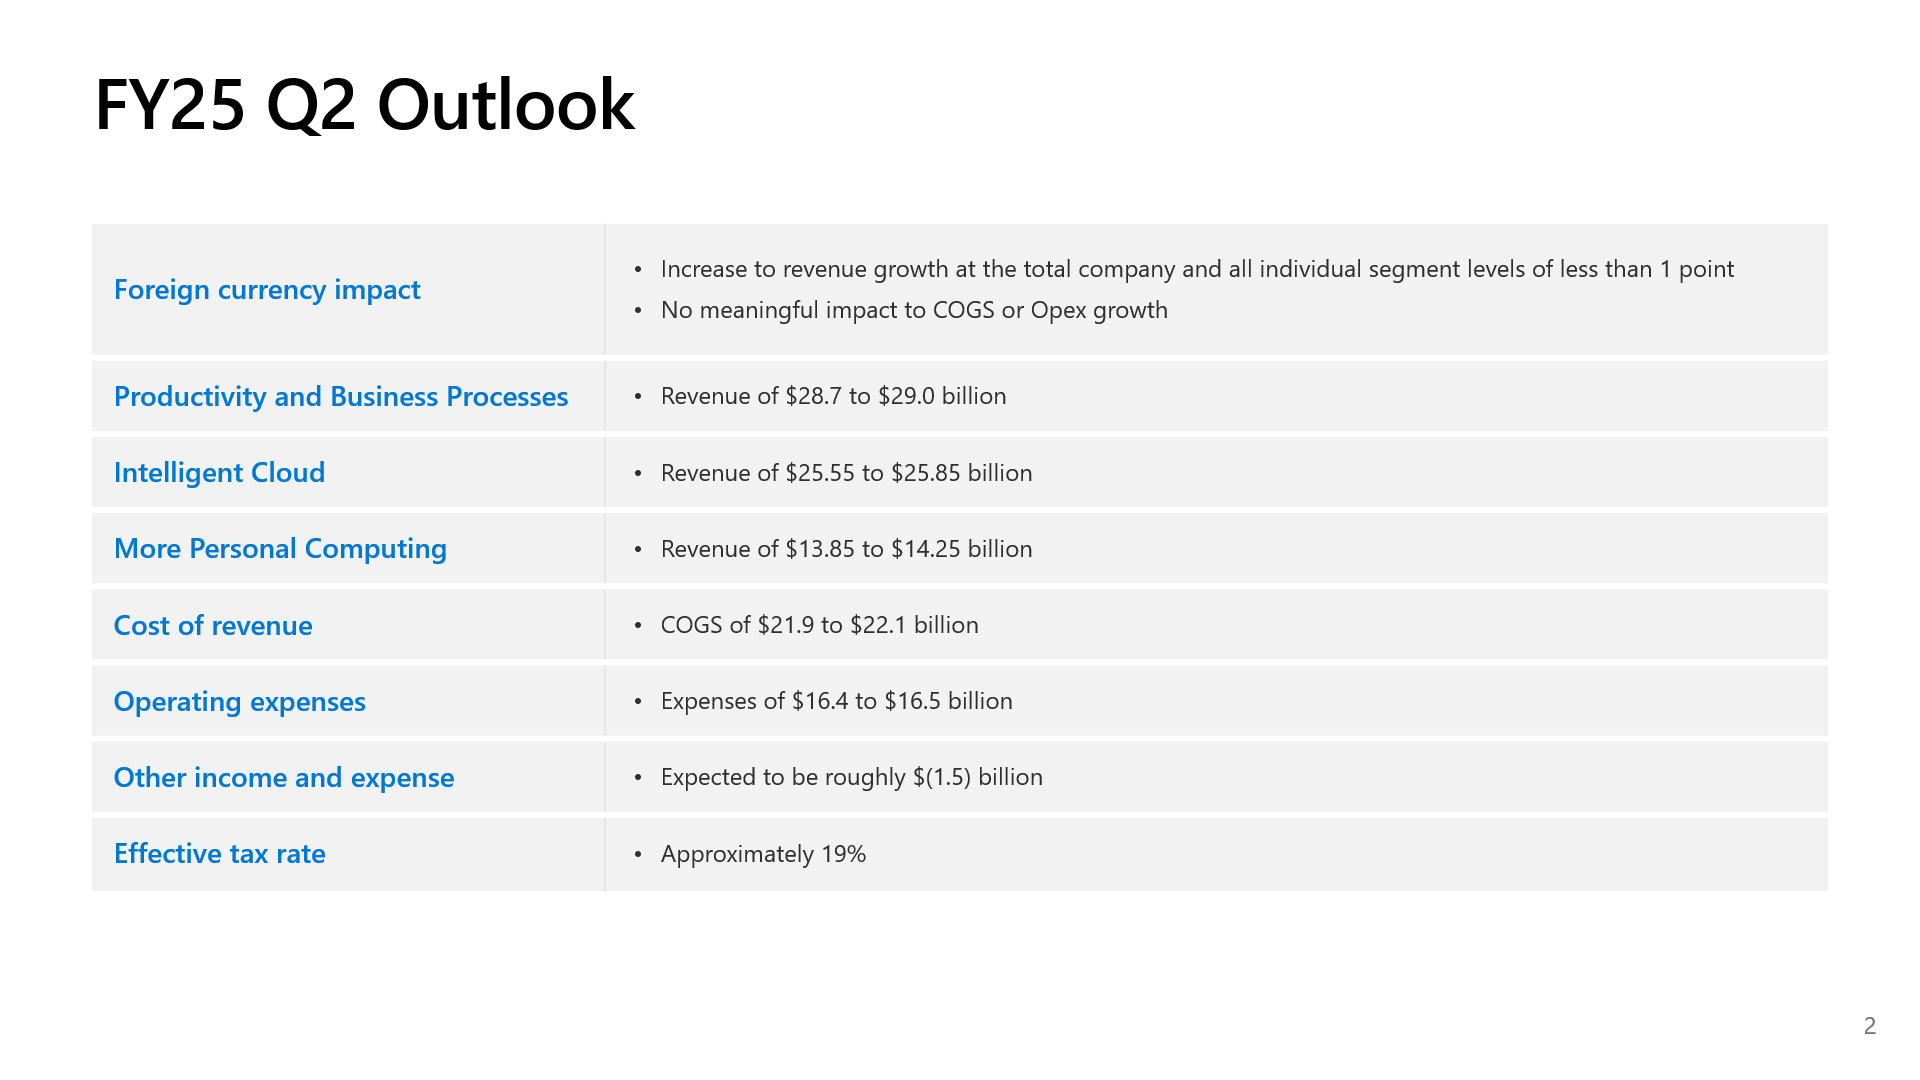 FY25 Q2 Outlook
Foreign currency impact
• Increase to revenue growth at the total company and all individual segment levels of less than 1 point
• No meaningful impact to COGS or Opex growth
Productivity and Business Processes
• Revenue of $28.7 to $29.0 billion
Intelligent Cloud
• Revenue of $25.55 to $25.85 billion
More Personal Computing
• Revenue of $13.85 to $14.25 billion
Cost of revenue
• COGS of $21.9 to $22.1 billion
Operating expenses
• Expenses of $16.4 to $16.5 billion
Other income and expense
• Expected to be roughly $(1.5) billion
Effective tax rate
• Approximately 19%
2